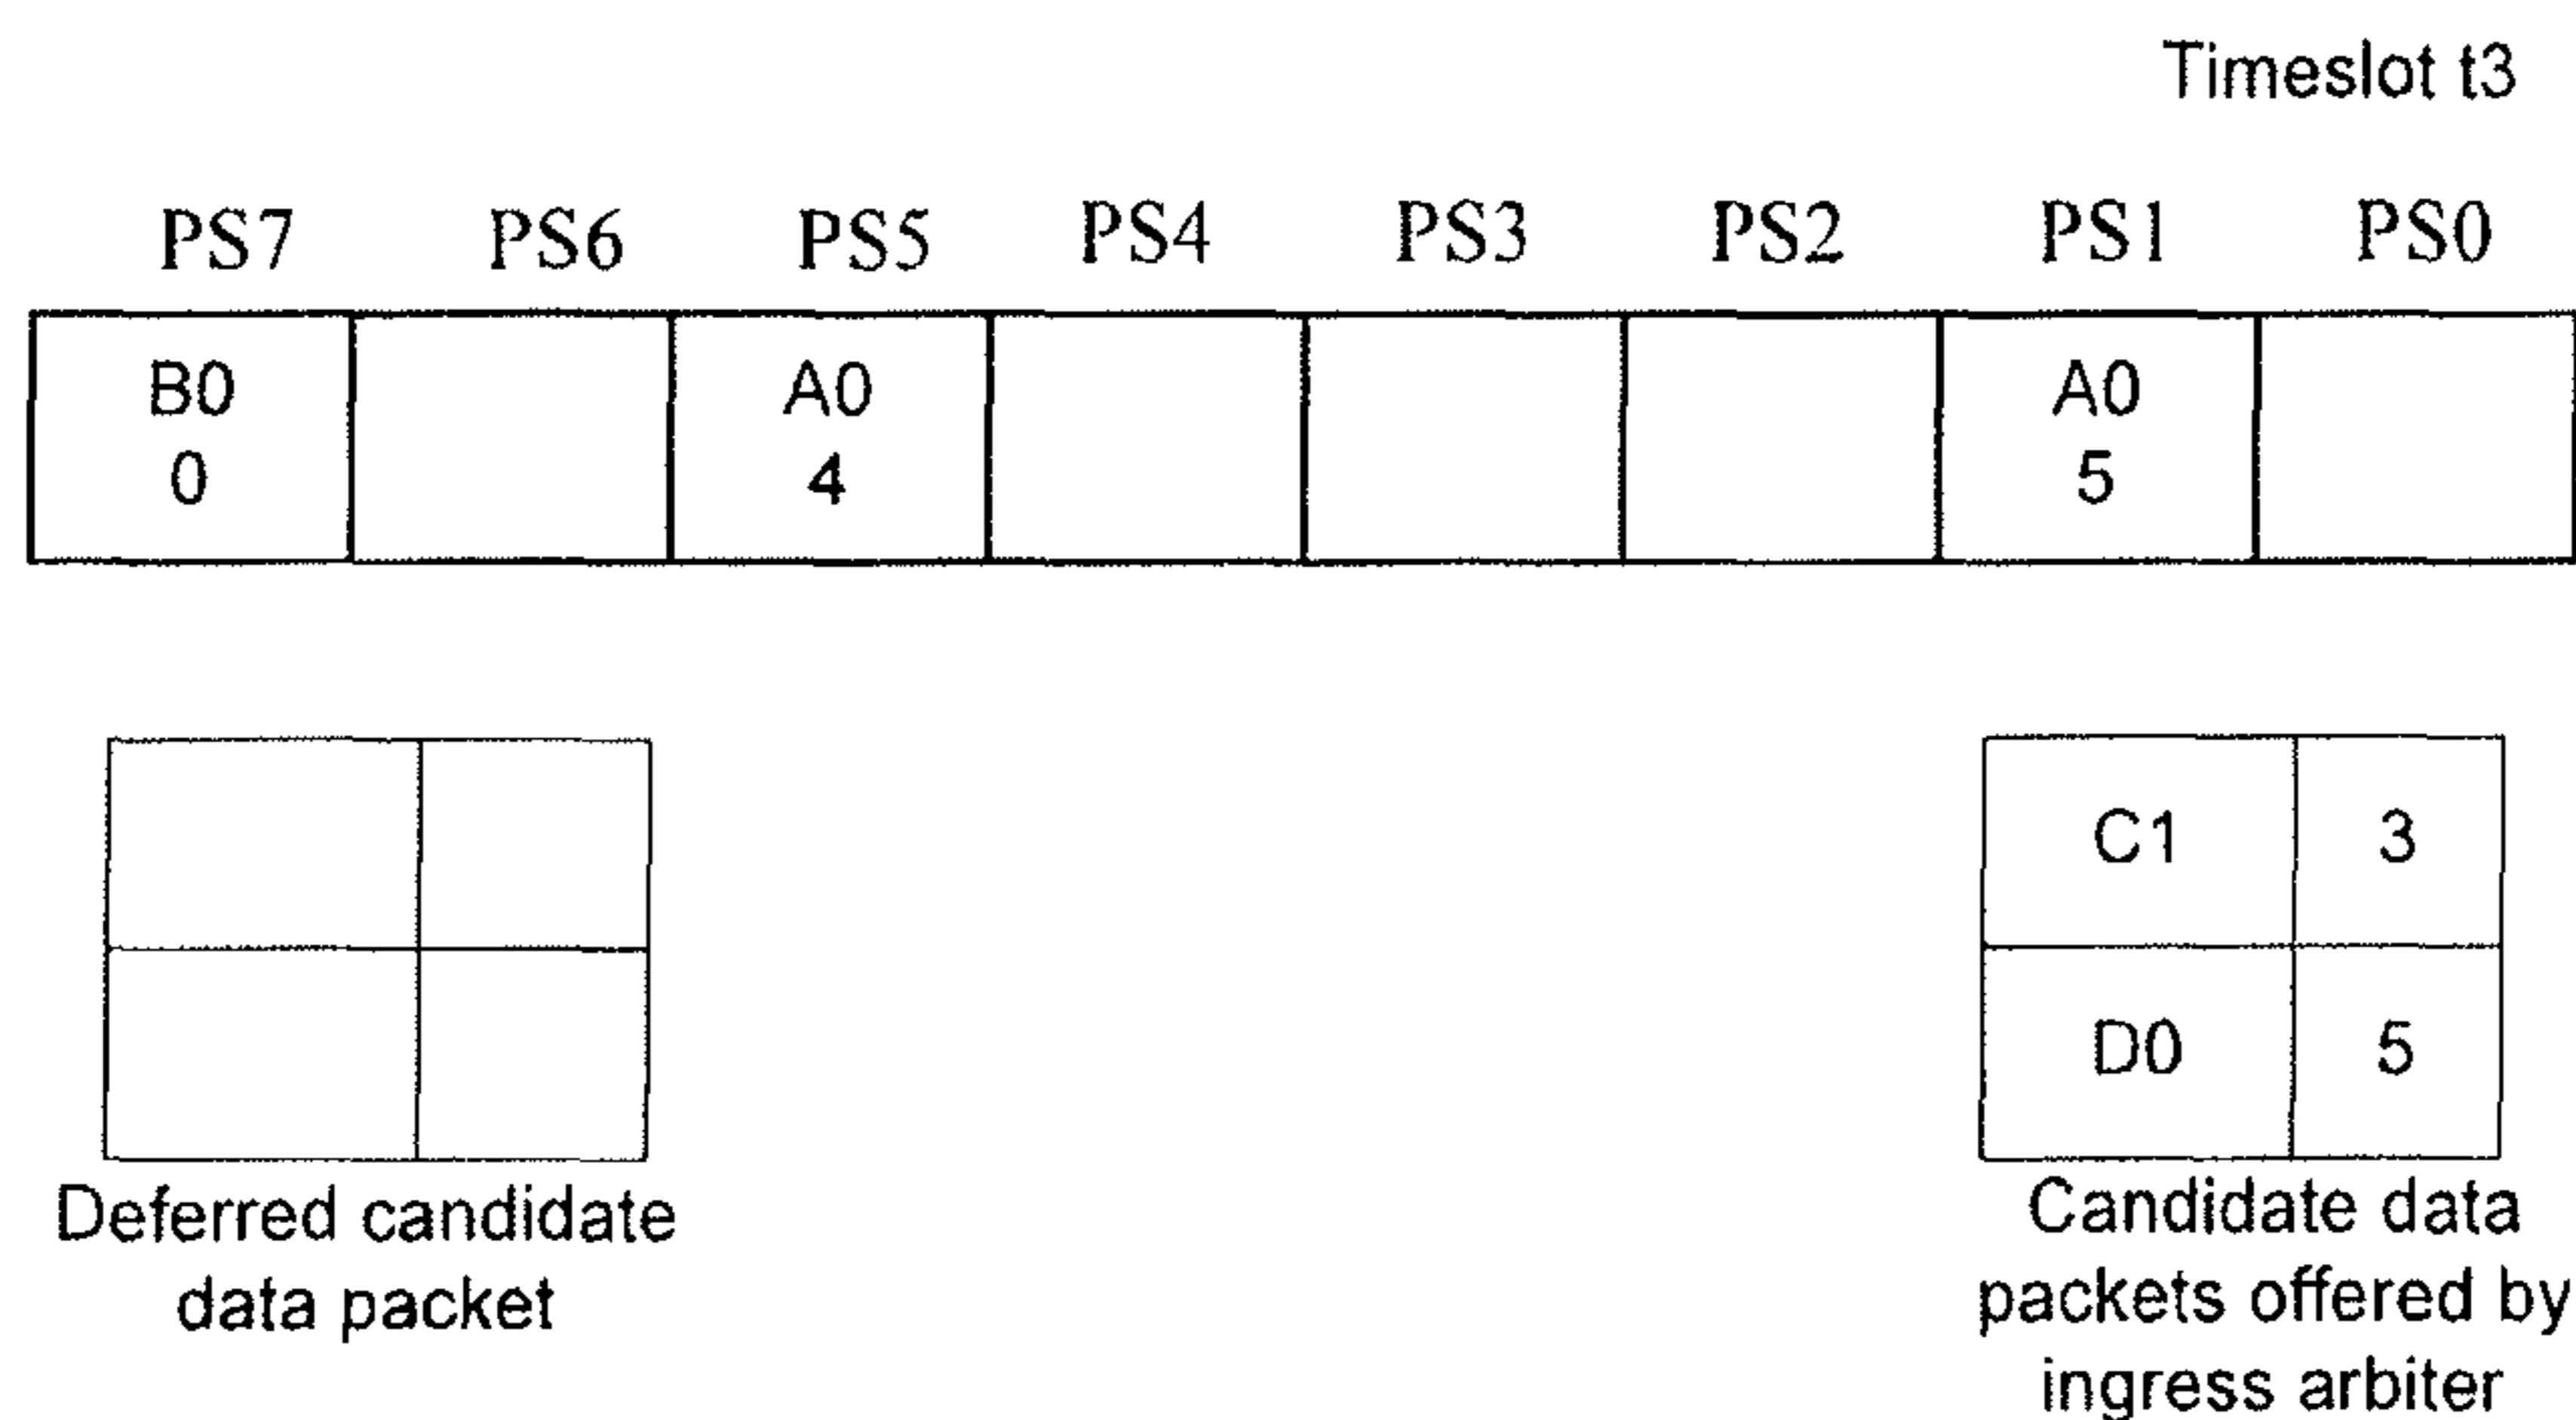 Timeslot t3
PS7 PS6 PS5 PS4 PS3 PS2 PS1 PS0
B0 A0 A0
0 4 5
C1 3
D0 5
Deferred candidate
data packet
Candidate data
packets offered by
ingress arbiter